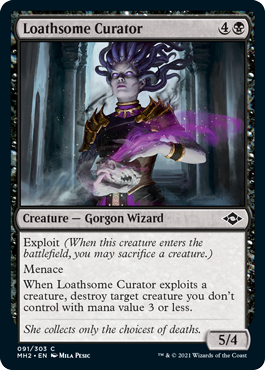 Loathsome Curator 4
Creature — Gorgon Wizard
Exploit (When this creature enters the
battlefield, you may sacrifice a creature.)
Menace
When Loathsome Curator exploits a
creature, destroy target creature you don't
control with mana value 3 or less.
She collects only the choicest of deaths.
5/4
091/303 C
MH2 • EN MILA PESIC
™ & © 2021 Wizards of the Coast